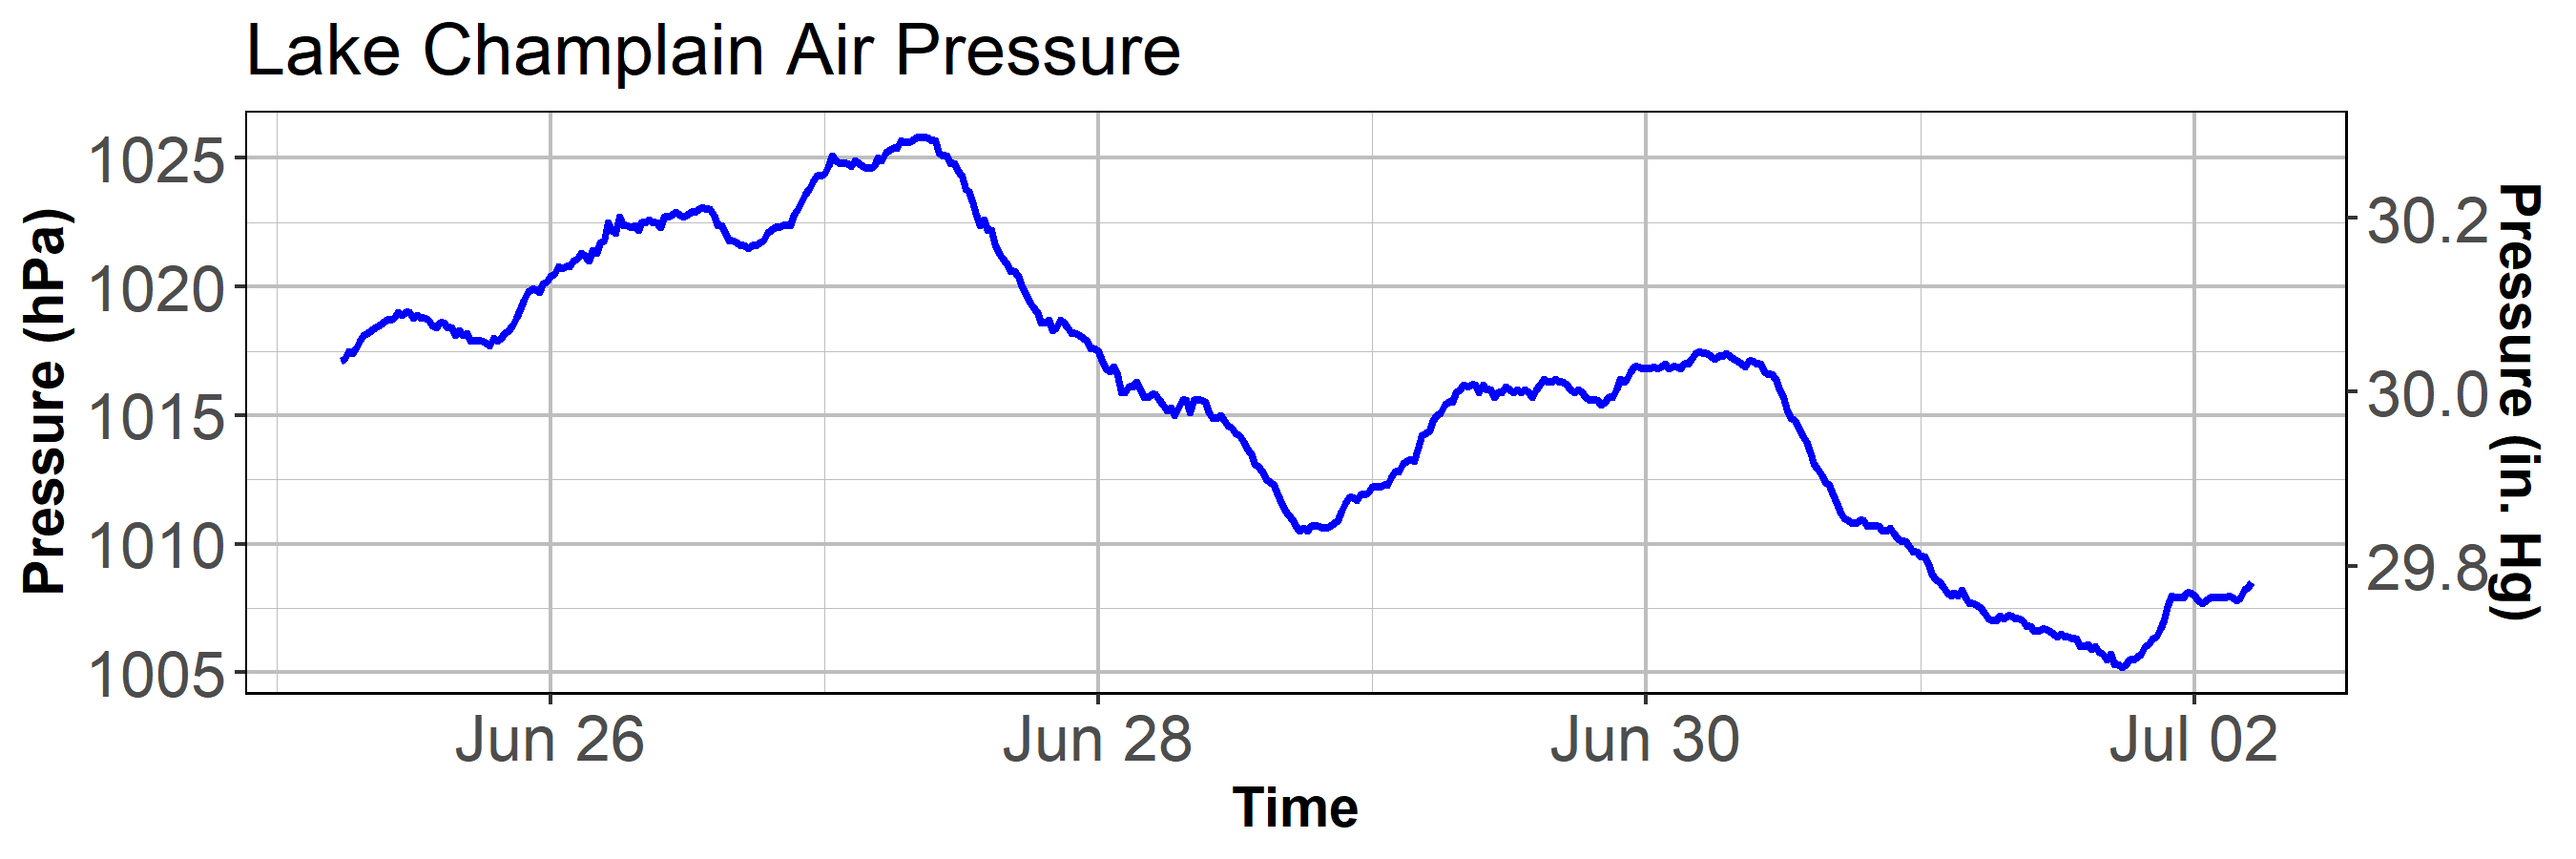 Lake Champlain Air Pressure
Pressure (hPa)
1025
1020
1015
1010
1005
30.2
30.0
29.8
Pressure (in. Hg)
Jun 26
Jun 28
Jun 30
Jul 02
Time